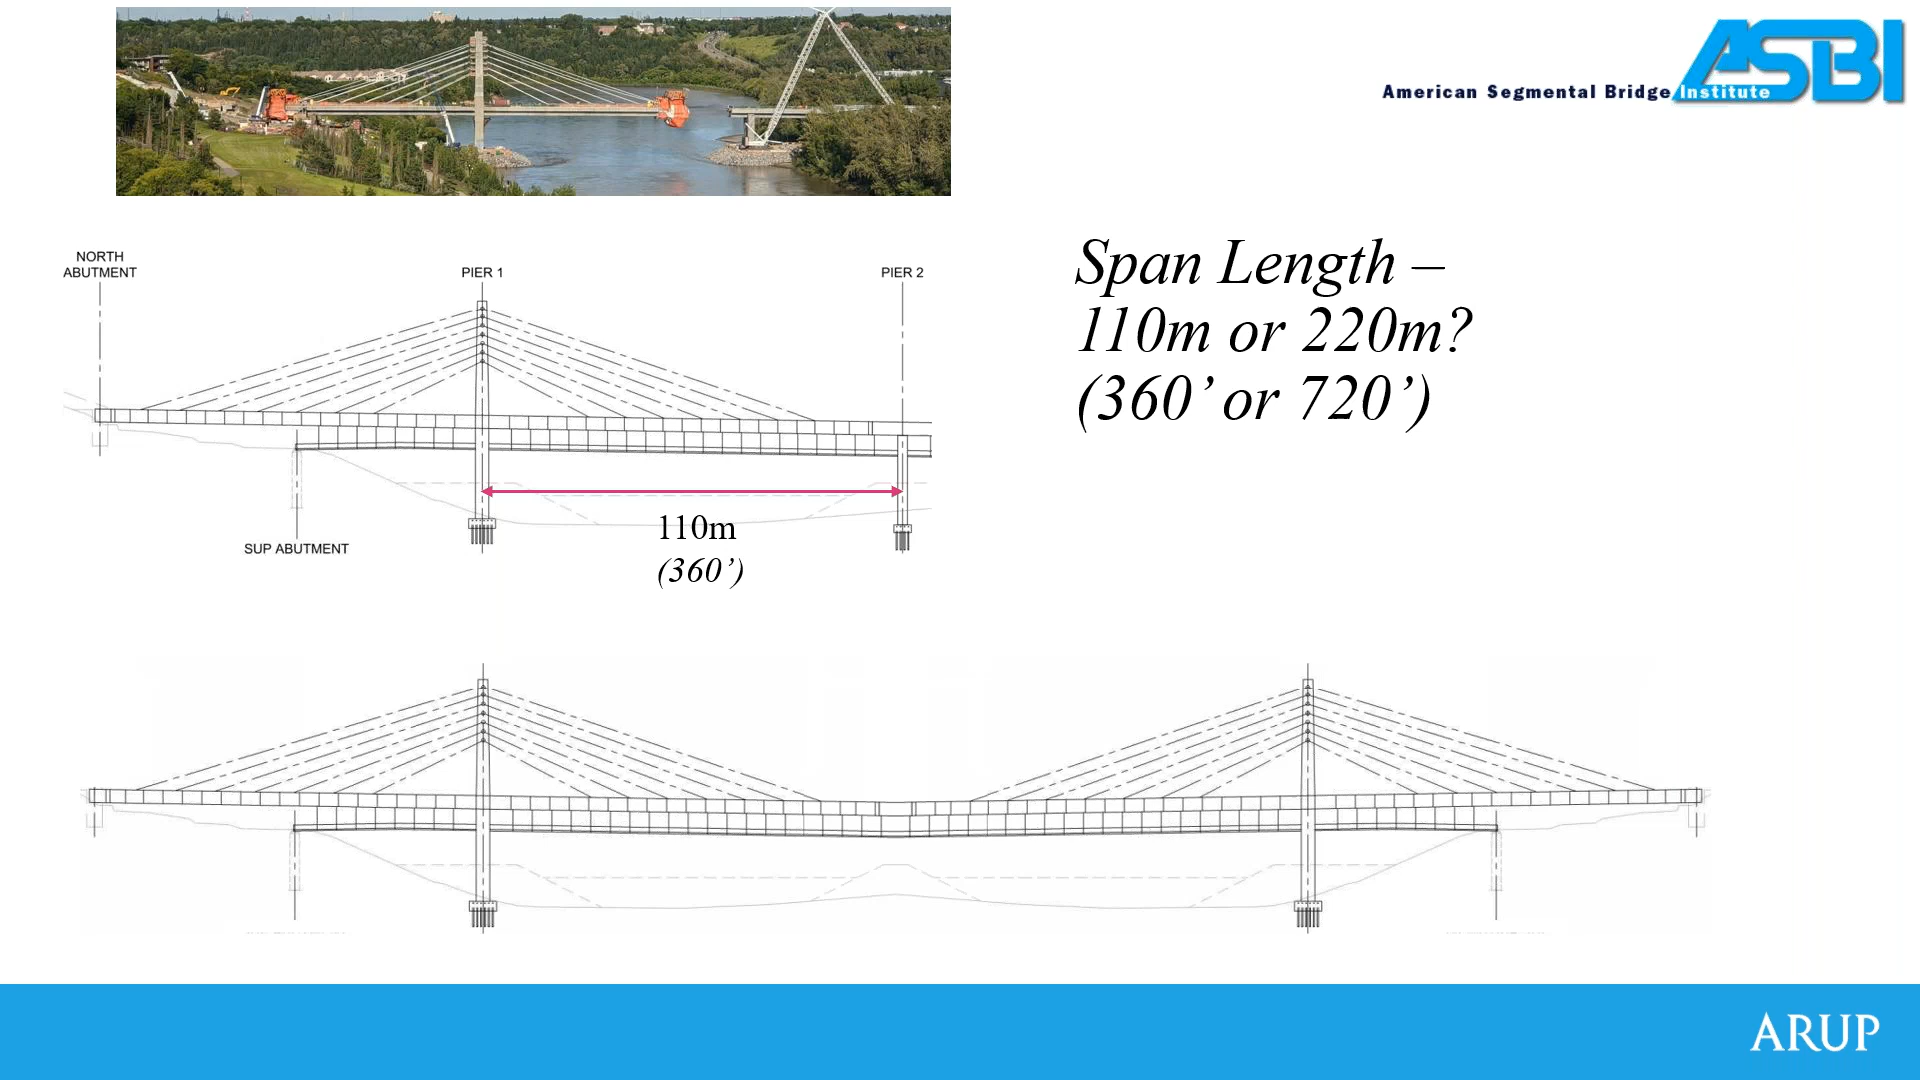 ASBI
American Segmental Bridge Institute
Span Length –
110m or 220m?
(360’ or 720’)
NORTH
ABUTMENT
PIER 1
PIER 2
110m
(360’)
SUP ABUTMENT
ARUP